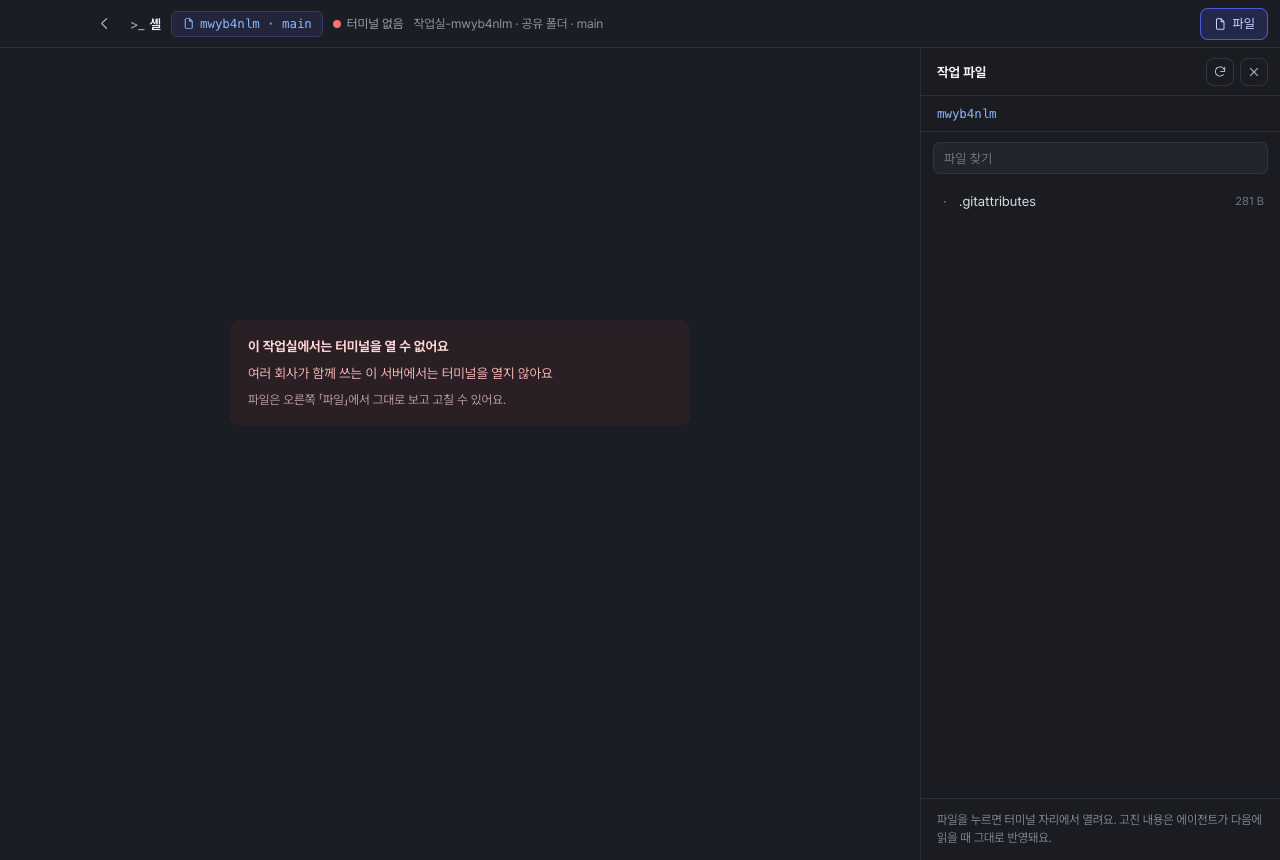 >_ 셸
mwyb4nlm · main
터미널 없음
작업실-mwyb4nlm · 공유 폴더 · main
파일
작업 파일
mwyb4nlm
파일 찾기
· .gitattributes 281 B
이 작업실에서는 터미널을 열 수 없어요
여러 회사가 함께 쓰는 이 서버에서는 터미널을 열지 않아요
파일은 오른쪽 「파일」에서 그대로 보고 고칠 수 있어요.
파일을 누르면 터미널 자리에서 열려요. 고친 내용은 에이전트가 다음에
읽을 때 그대로 반영돼요.